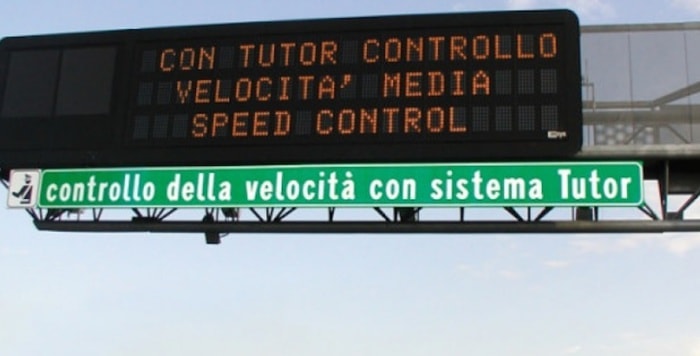 CON TUTOR CONTROLLO
VELOCITA' MEDIA
SPEED CONTROL
controllo della velocità con sistema Tutor